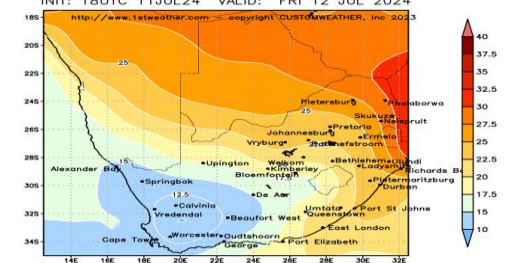 INIT: 18UTC 11JUL24 VALID: FRI 12 JUL 2024
http://www.1stweather.com — copyright CUSTOMWEATHER, Inc 2023
18S
20S
22S
24S
26S
28S
30S
32S
34S
25
25
15
12.5
Pietersburg
Phalaborwa
Skukuza
Nelspruit
Pretoria
Johannesburg
Ermelo
Vryburg
Potchefstroom
Upington
Welkom
Bethlehem
Ulundi
Ladysmith
Kimberley
Bloemfontein
Richards B
Alexander Bay
Springbok
Pietermaritzburg
Durban
De Aar
Calvinia
Vredendal
Umtata
Port St Johns
Queenstown
Beaufort West
East London
Worcester
Oudtshoorn
Cape Town
George
Port Elizabeth
14E 16E 18E 20E 22E 24E 26E 28E 30E 32E
40
37.5
35
32.5
30
27.5
25
22.5
20
17.5
15
10